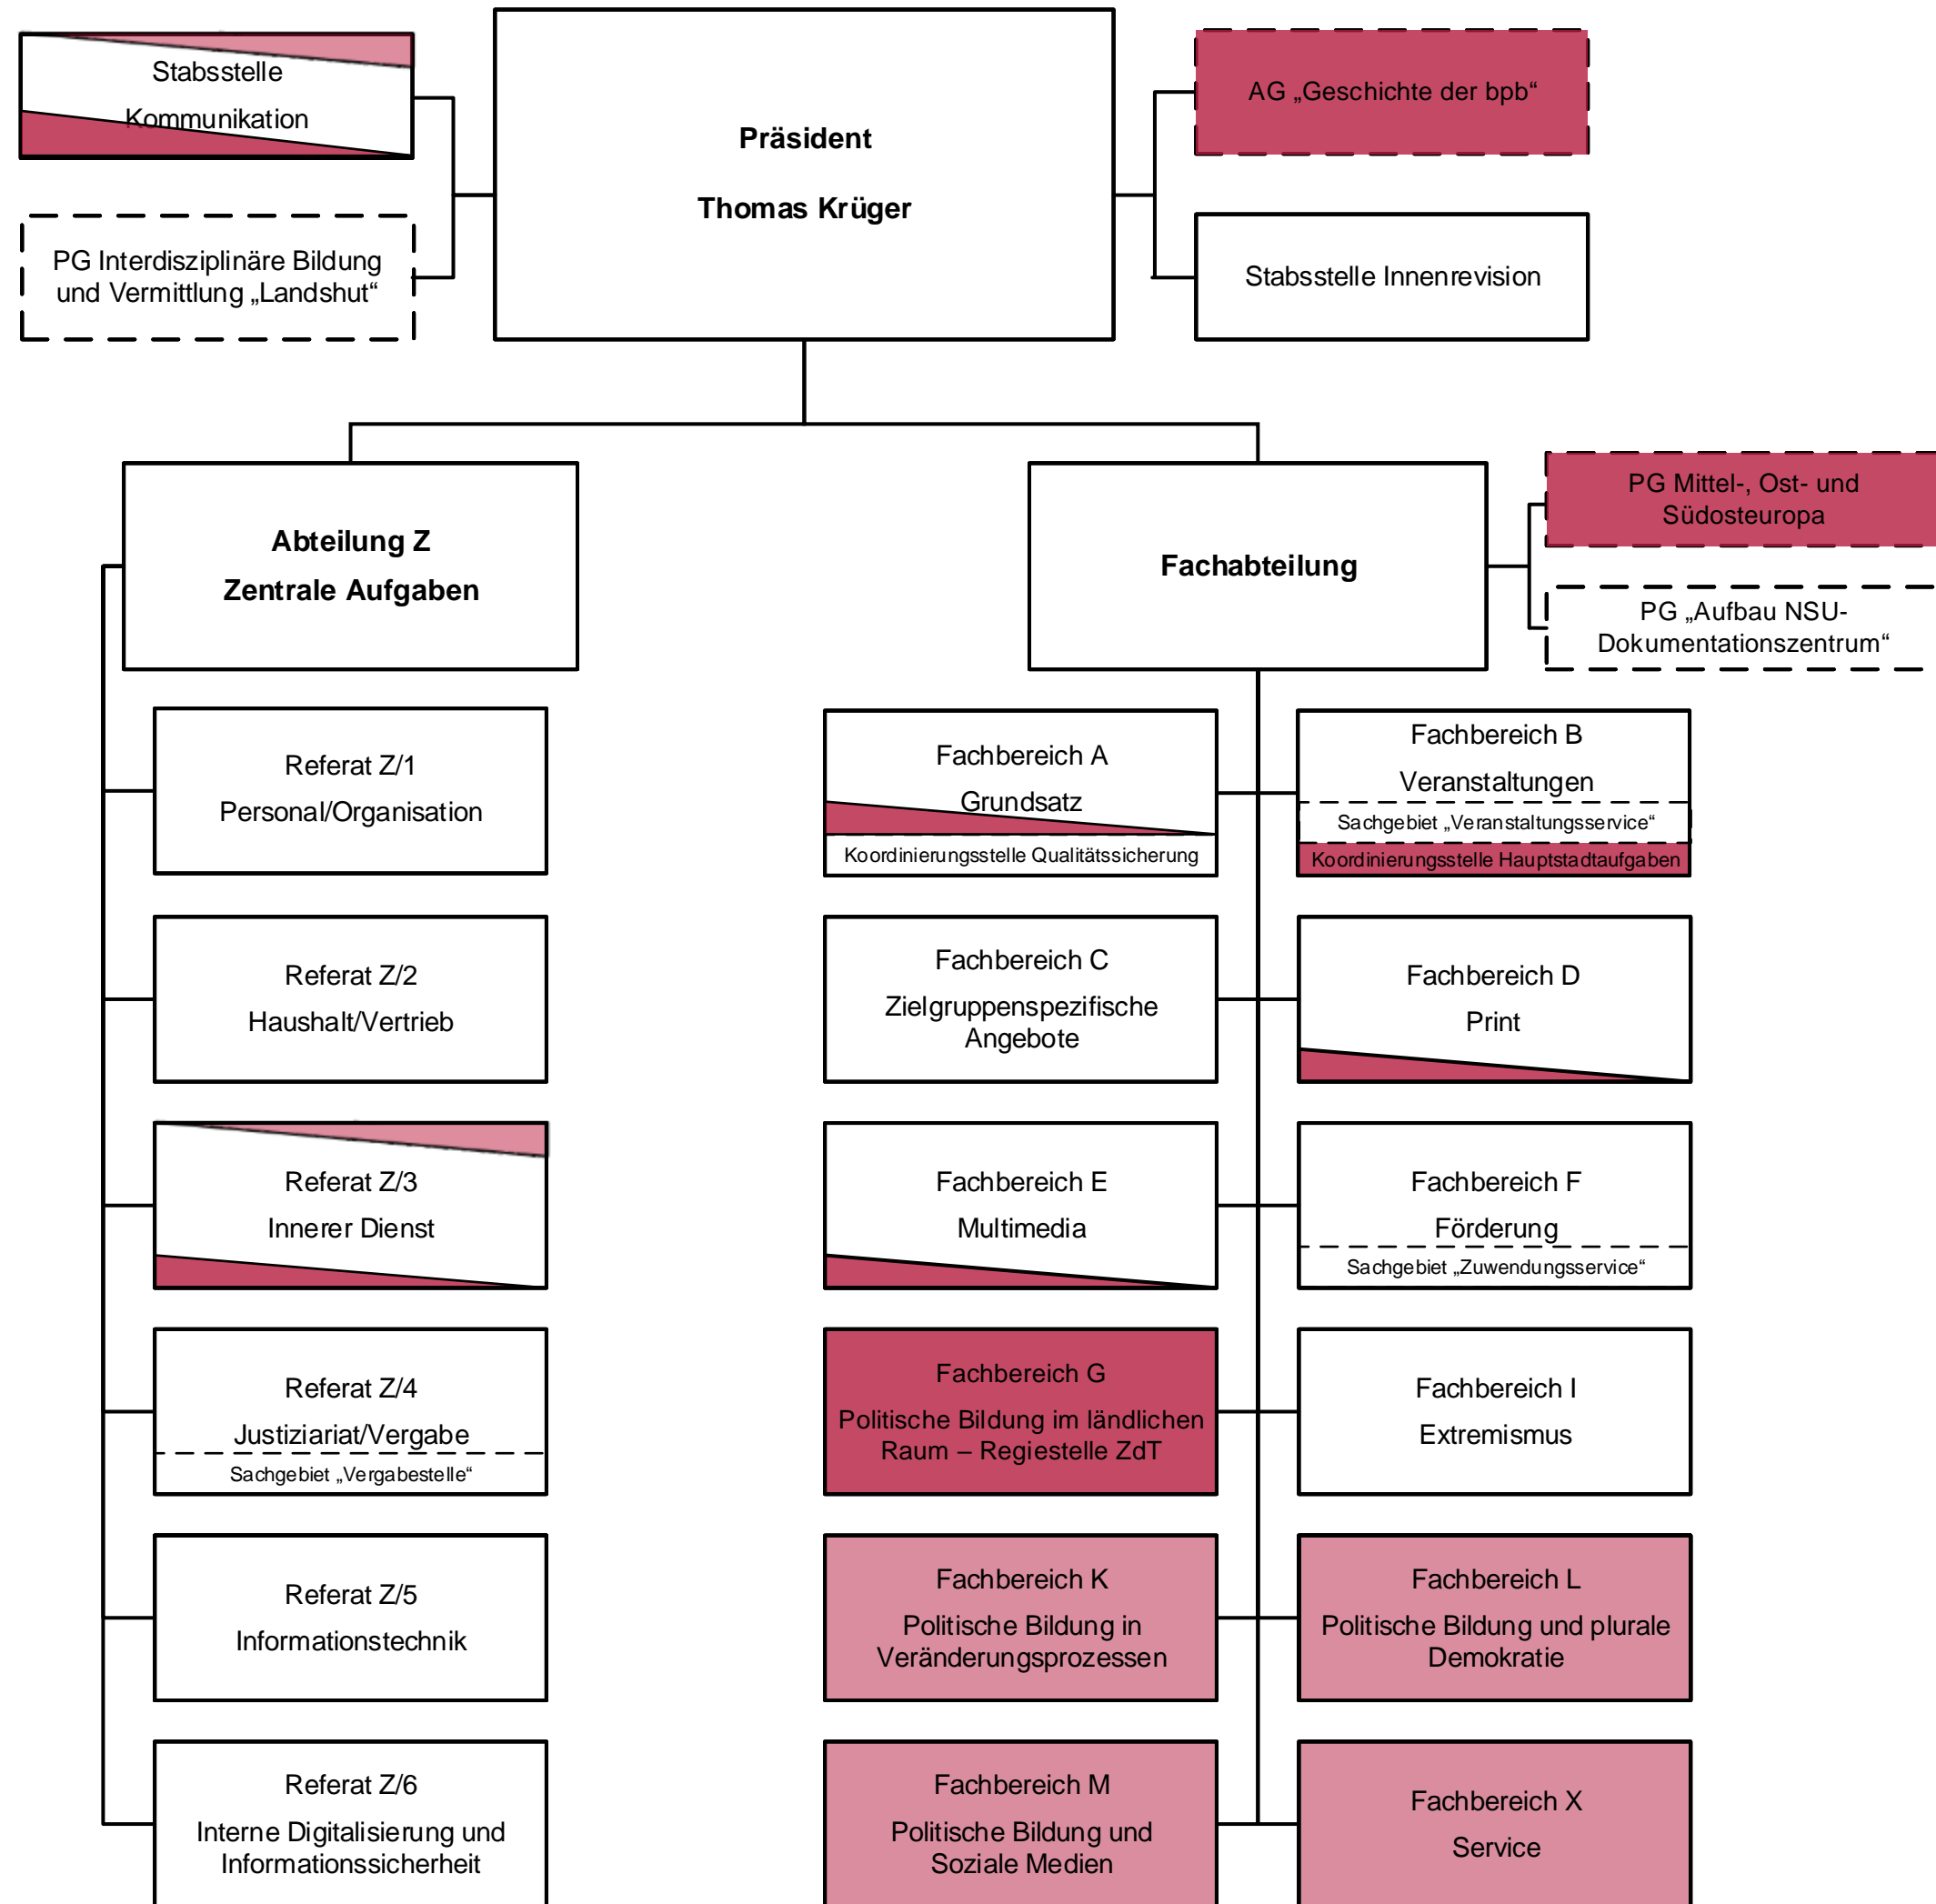 Stabsstelle
Kommunikation
PG Interdisziplinäre Bildung
und Vermittlung „Landshut“
Präsident
Thomas Krüger
AG „Geschichte der bpb“
Stabsstelle Innenrevision
Abteilung Z
Zentrale Aufgaben
Fachabteilung
PG Mittel-, Ost- und
Südosteuropa
PG „Aufbau NSU-
Dokumentationszentrum“
Referat Z/1
Personal/Organisation
Referat Z/2
Haushalt/Vertrieb
Referat Z/3
Innerer Dienst
Referat Z/4
Justiziariat/Vergabe
Sachgebiet „Vergabestelle“
Referat Z/5
Informationstechnik
Referat Z/6
Interne Digitalisierung und
Informationssicherheit
Fachbereich A
Grundsatz
Koordinierungsstelle Qualitätssicherung
Fachbereich B
Veranstaltungen
Sachgebiet „Veranstaltungsservice“
Koordinierungsstelle Hauptstadtaufgaben
Fachbereich C
Zielgruppenspezifische
Angebote
Fachbereich D
Print
Fachbereich E
Multimedia
Fachbereich F
Förderung
Sachgebiet „Zuwendungsservice“
Fachbereich G
Politische Bildung im ländlichen
Raum – Regiestelle ZdT
Fachbereich I
Extremismus
Fachbereich K
Politische Bildung in
Veränderungsprozessen
Fachbereich L
Politische Bildung und plurale
Demokratie
Fachbereich M
Politische Bildung und
Soziale Medien
Fachbereich X
Service